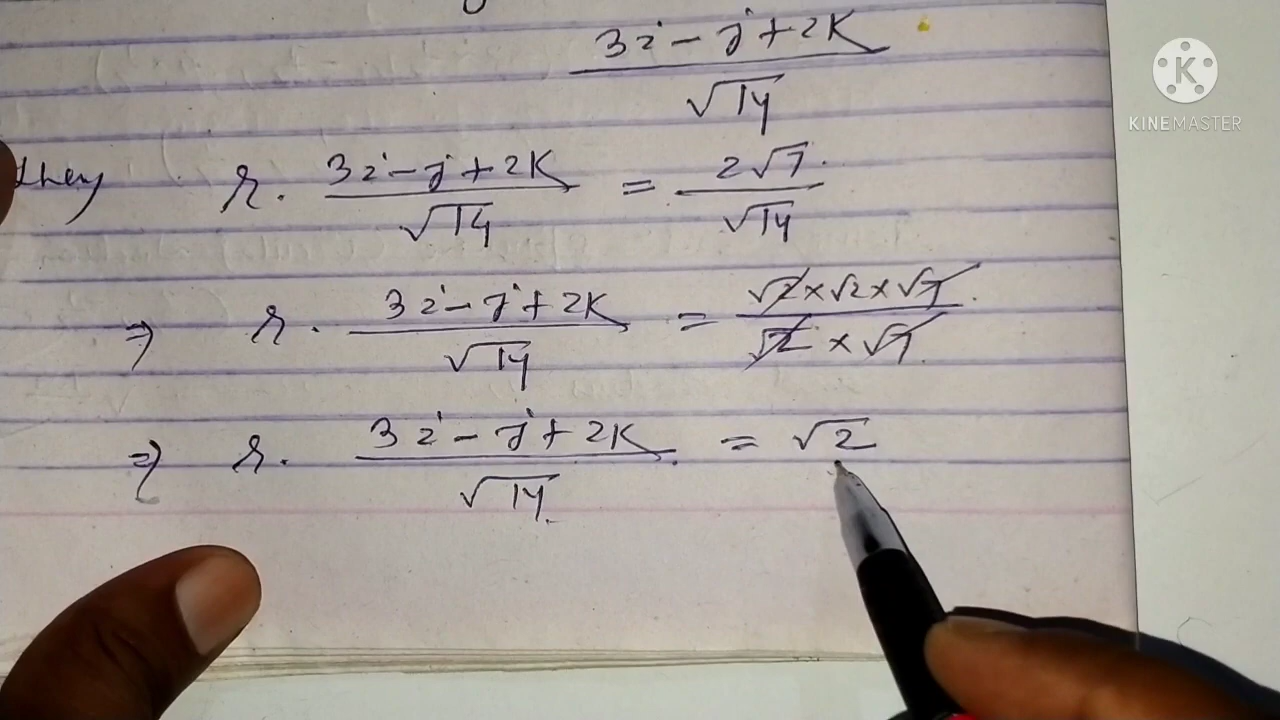 3i - j + 2k / √14
KINEMASTER
they r. 3i - j + 2k / √14 = 2√7 / √14
⇒ r. 3i - j + 2k / √14 = √2 × √2 × √7 / √2 × √7
⇒ r. 3i - j + 2k / √14 = √2